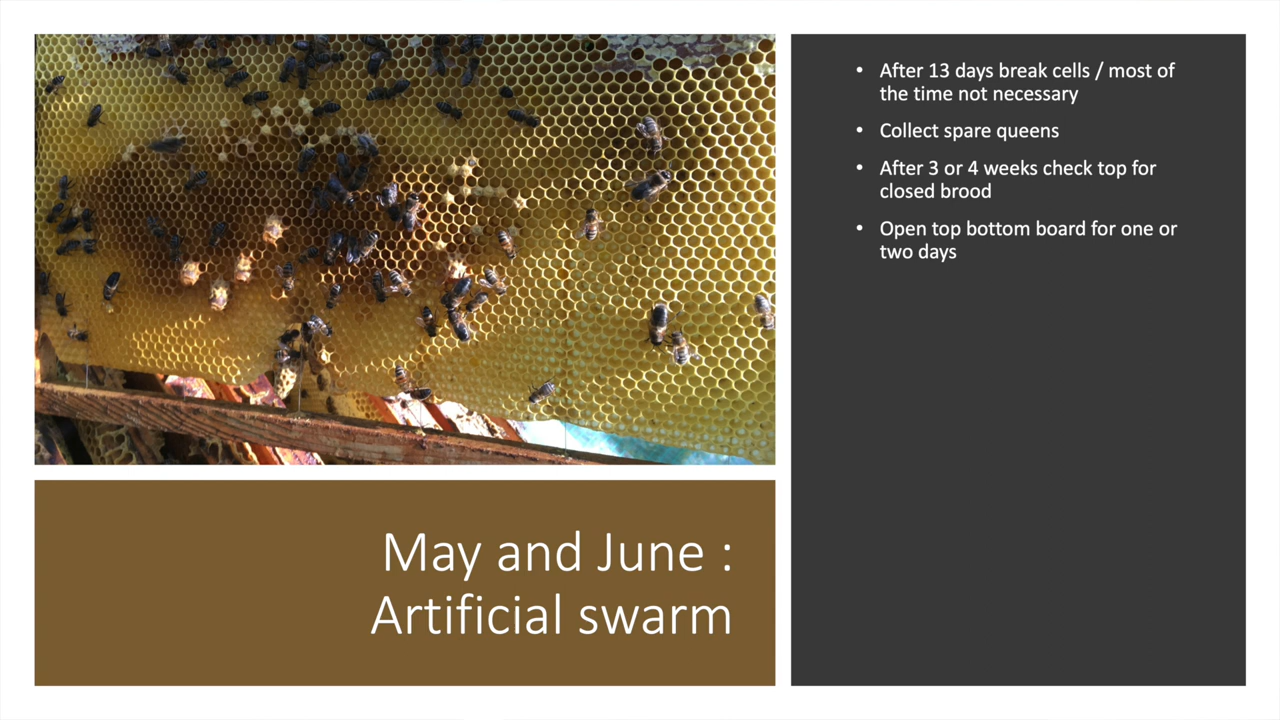 • After 13 days break cells / most of
the time not necessary
• Collect spare queens
• After 3 or 4 weeks check top for
closed brood
• Open top bottom board for one or
two days
May and June :
Artificial swarm